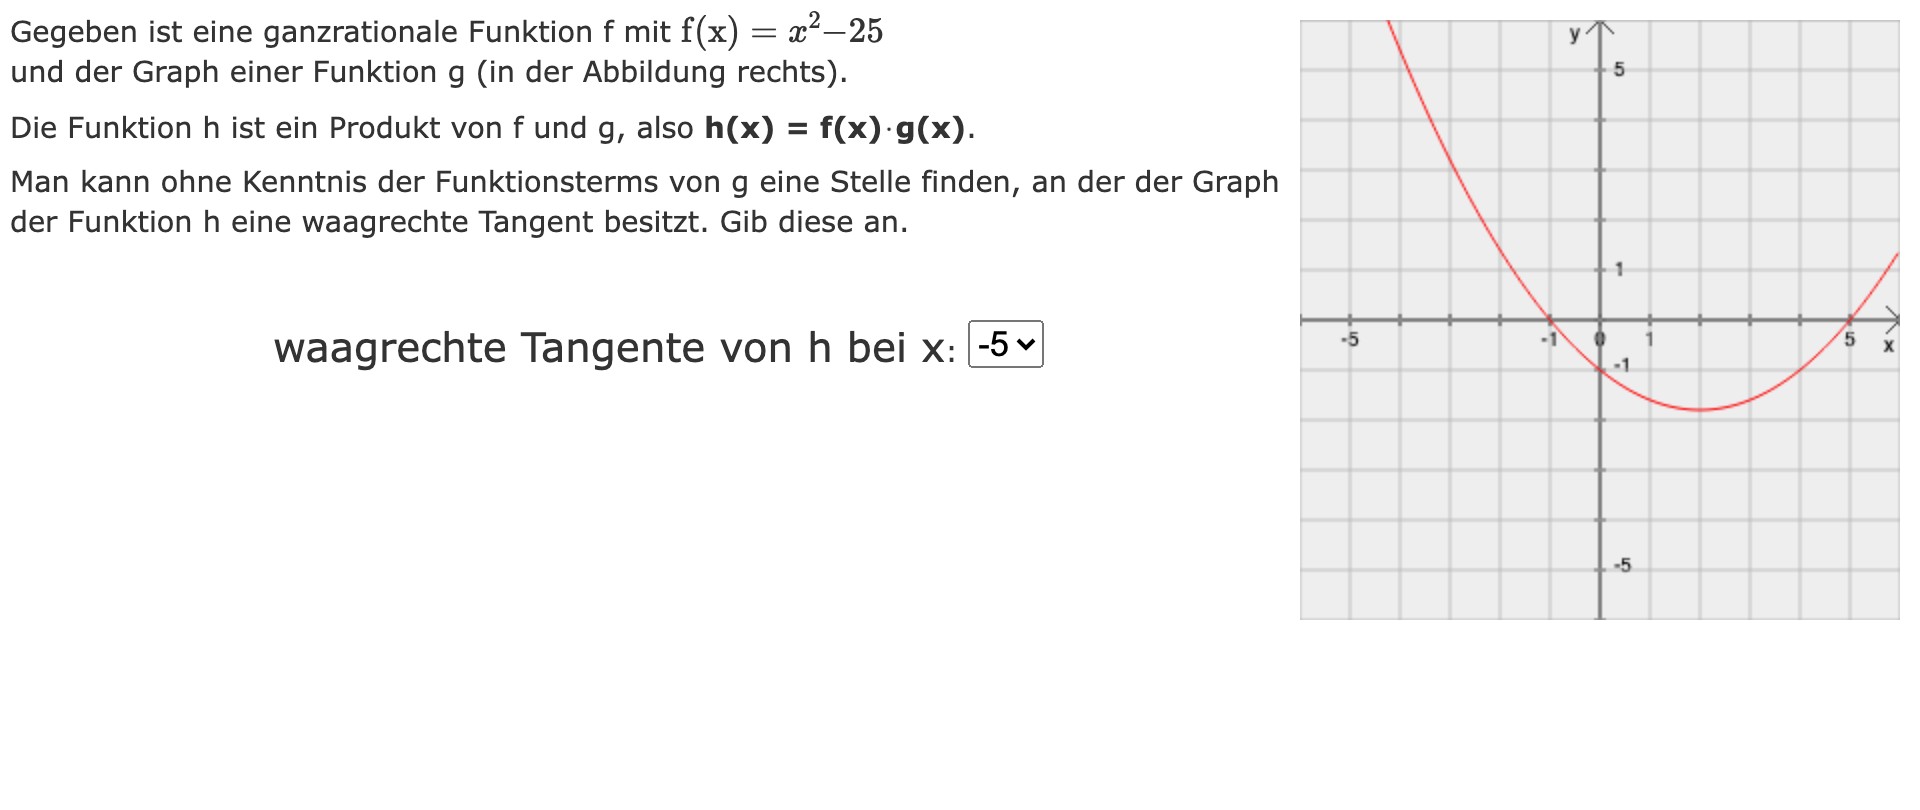 Gegeben ist eine ganzrationale Funktion f mit f(x) = x²−25
und der Graph einer Funktion g (in der Abbildung rechts).
Die Funktion h ist ein Produkt von f und g, also h(x) = f(x)·g(x).
Man kann ohne Kenntnis der Funktionsterms von g eine Stelle finden, an der der Graph
der Funktion h eine waagrechte Tangent besitzt. Gib diese an.
waagrechte Tangente von h bei x: -5
y
5
1
-5 -1 0 1 5 x
-1
-5